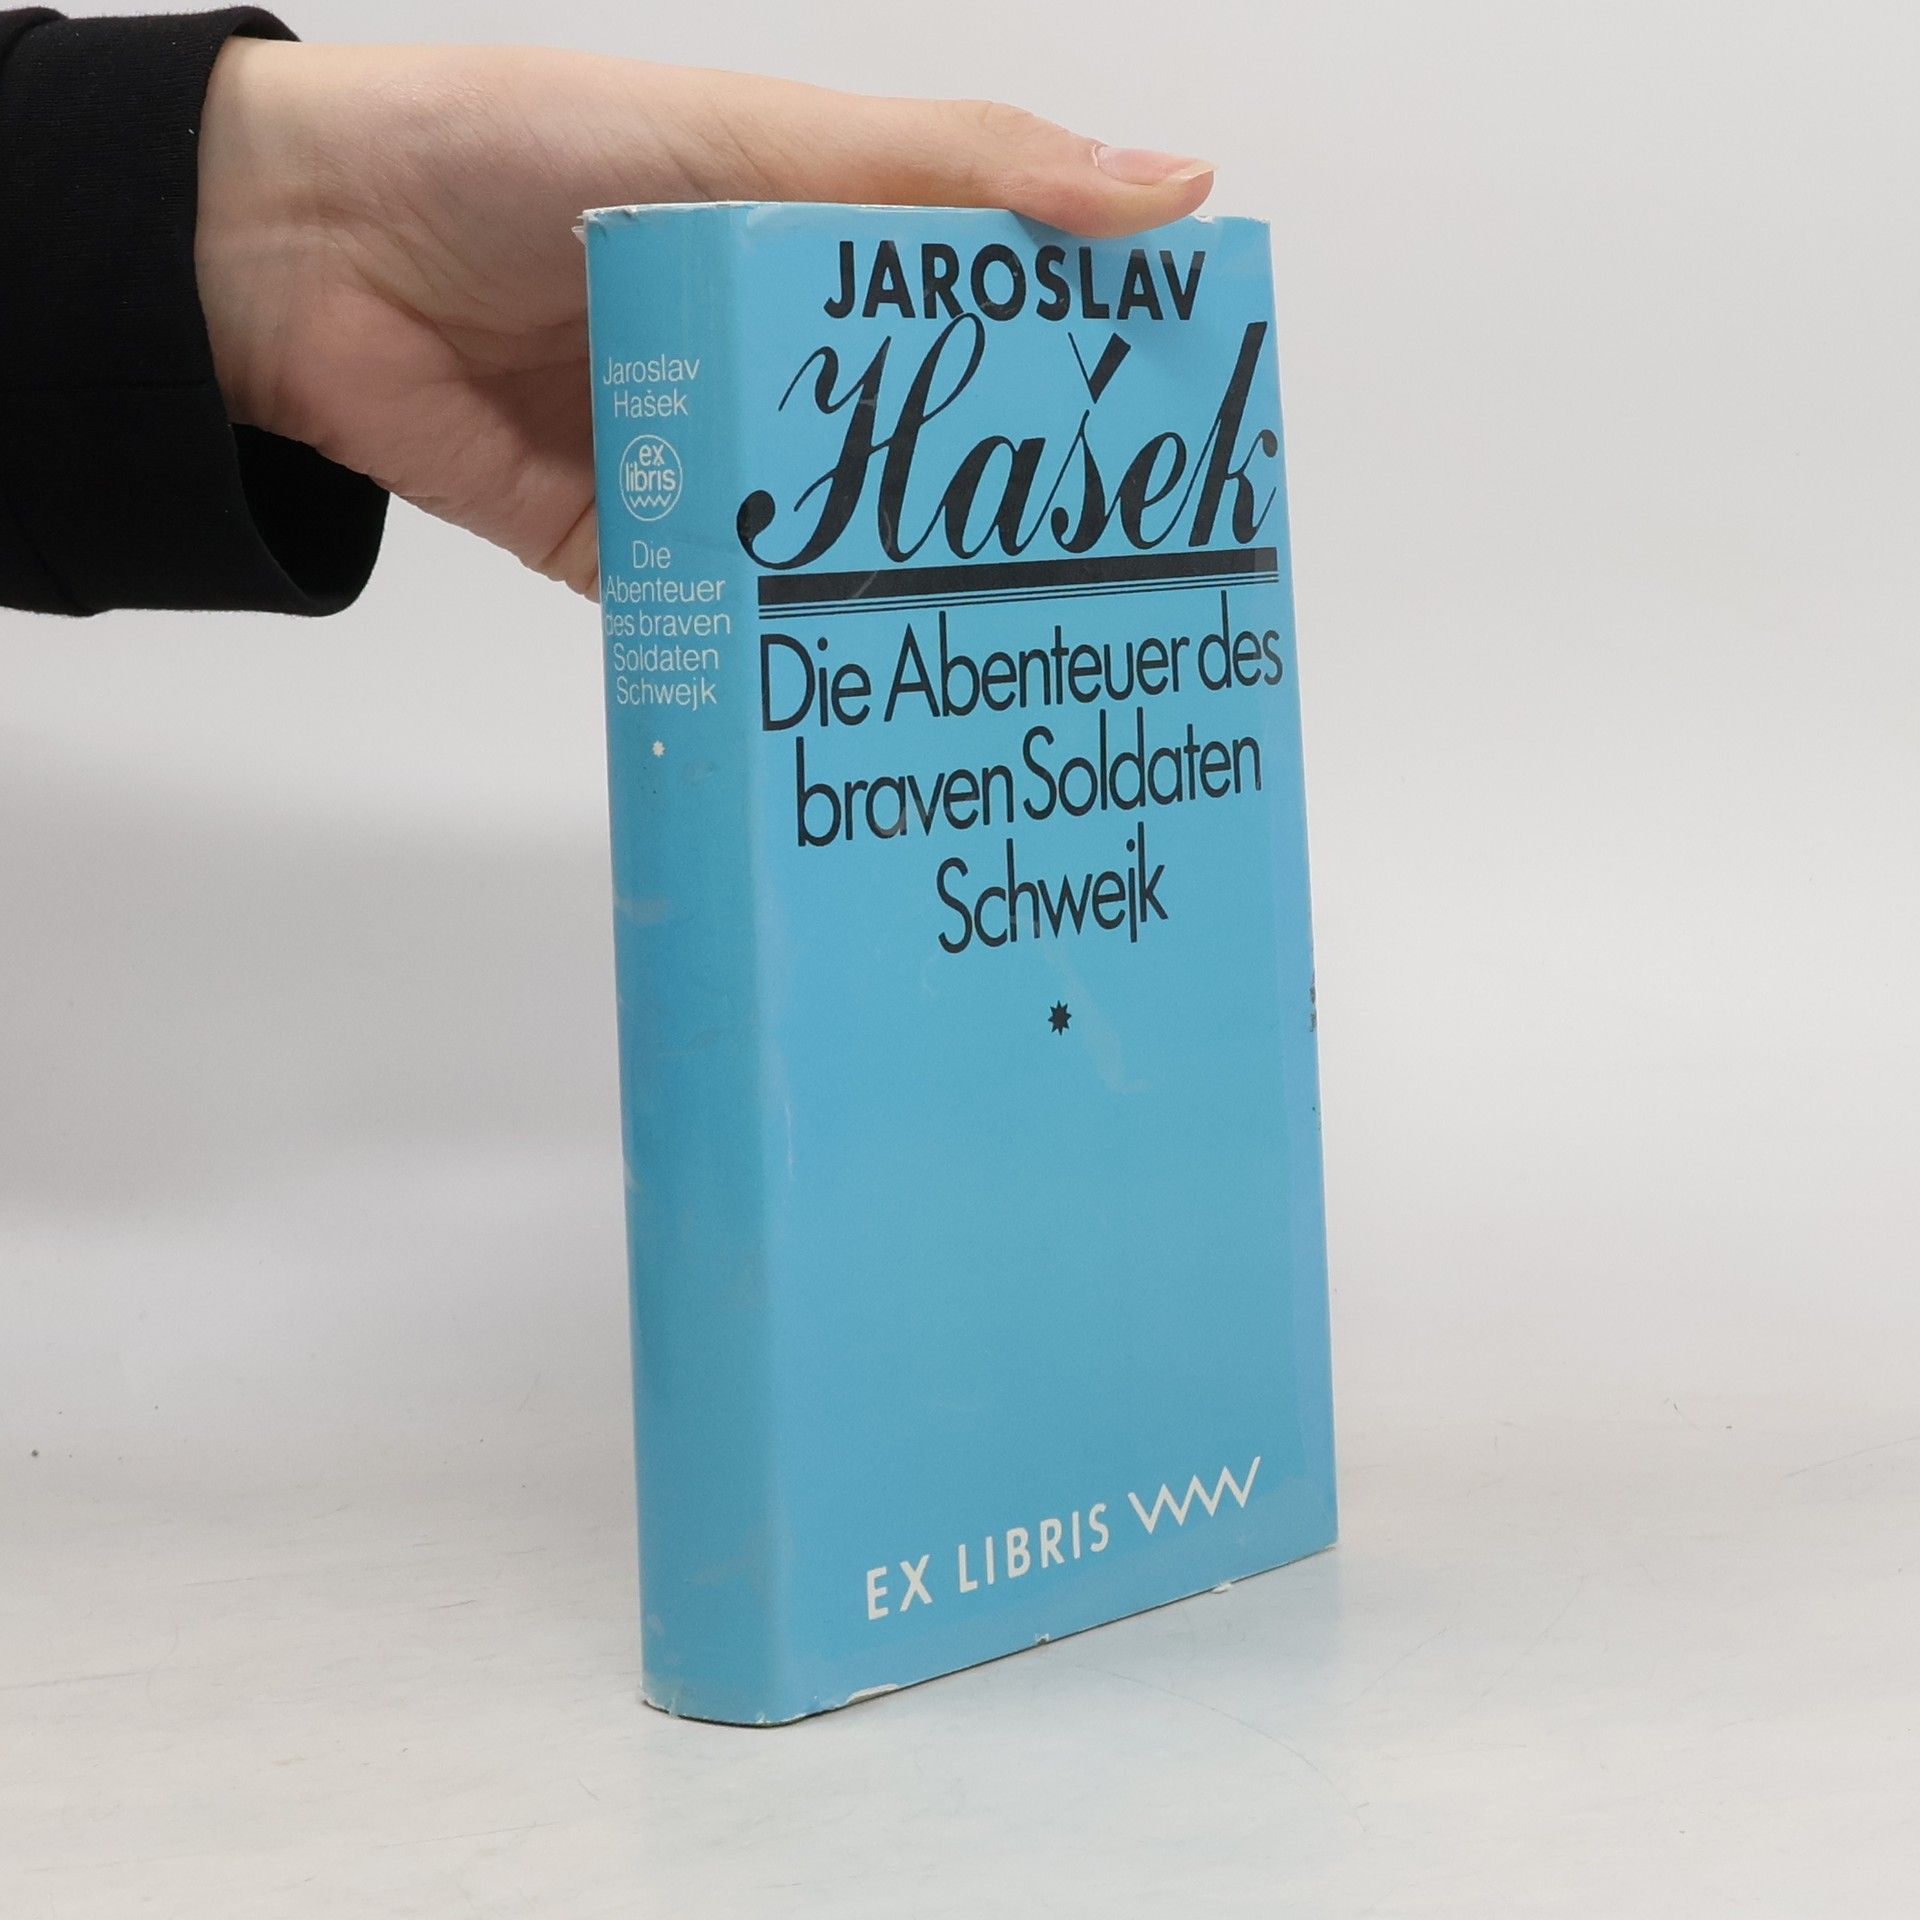 Jaroslav
Hašek
ex
libris
Die
Abenteuer
des braven
Soldaten
Schwejk
*
JAROSLAV
Hašek
Die Abenteuer des
braven Soldaten
Schwejk
*
EX LIBRIS